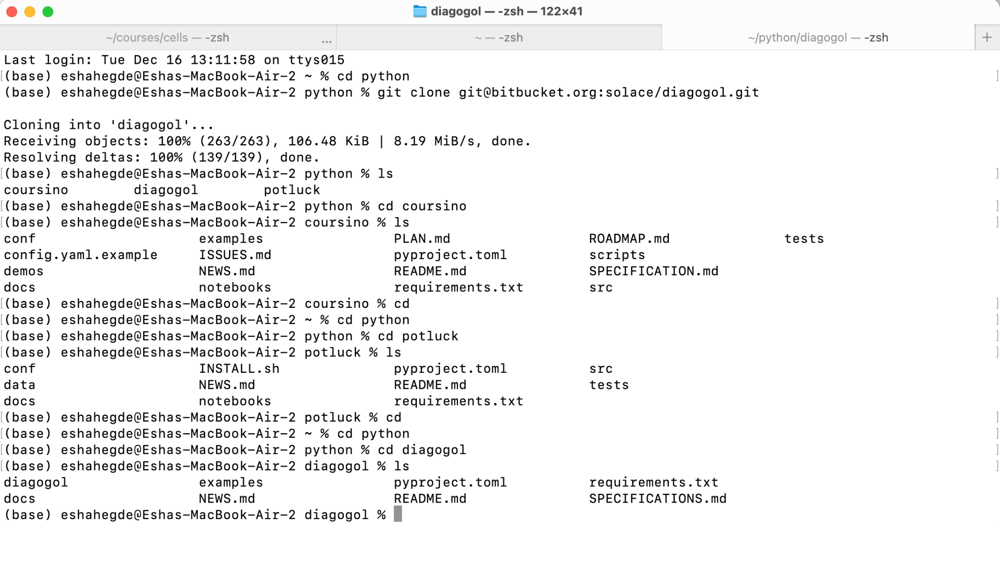 diagogol — -zsh — 122×41
~/courses/cells — -zsh ... ~ — -zsh ~/python/diagogol — -zsh +
Last login: Tue Dec 16 13:11:58 on ttys015
[(base) eshahegde@Eshas-MacBook-Air-2 ~ % cd python ]
(base) eshahegde@Eshas-MacBook-Air-2 python % git clone git@bitbucket.org:solace/diagogol.git
Cloning into 'diagogol'...
Receiving objects: 100% (263/263), 106.48 KiB | 8.19 MiB/s, done.
Resolving deltas: 100% (139/139), done.
[(base) eshahegde@Eshas-MacBook-Air-2 python % ls ]
coursino diagogol potluck
[(base) eshahegde@Eshas-MacBook-Air-2 python % cd coursino ]
[(base) eshahegde@Eshas-MacBook-Air-2 coursino % ls ]
conf examples PLAN.md ROADMAP.md tests
config.yaml.example ISSUES.md pyproject.toml scripts
demos NEWS.md README.md SPECIFICATION.md
docs notebooks requirements.txt src
[(base) eshahegde@Eshas-MacBook-Air-2 coursino % cd ]
[(base) eshahegde@Eshas-MacBook-Air-2 ~ % cd python ]
[(base) eshahegde@Eshas-MacBook-Air-2 python % cd potluck ]
[(base) eshahegde@Eshas-MacBook-Air-2 potluck % ls ]
conf INSTALL.sh pyproject.toml src
data NEWS.md README.md tests
docs notebooks requirements.txt
[(base) eshahegde@Eshas-MacBook-Air-2 potluck % cd ]
[(base) eshahegde@Eshas-MacBook-Air-2 ~ % cd python ]
[(base) eshahegde@Eshas-MacBook-Air-2 python % cd diagogol ]
[(base) eshahegde@Eshas-MacBook-Air-2 diagogol % ls ]
diagogol examples pyproject.toml requirements.txt
docs NEWS.md README.md SPECIFICATIONS.md
(base) eshahegde@Eshas-MacBook-Air-2 diagogol %